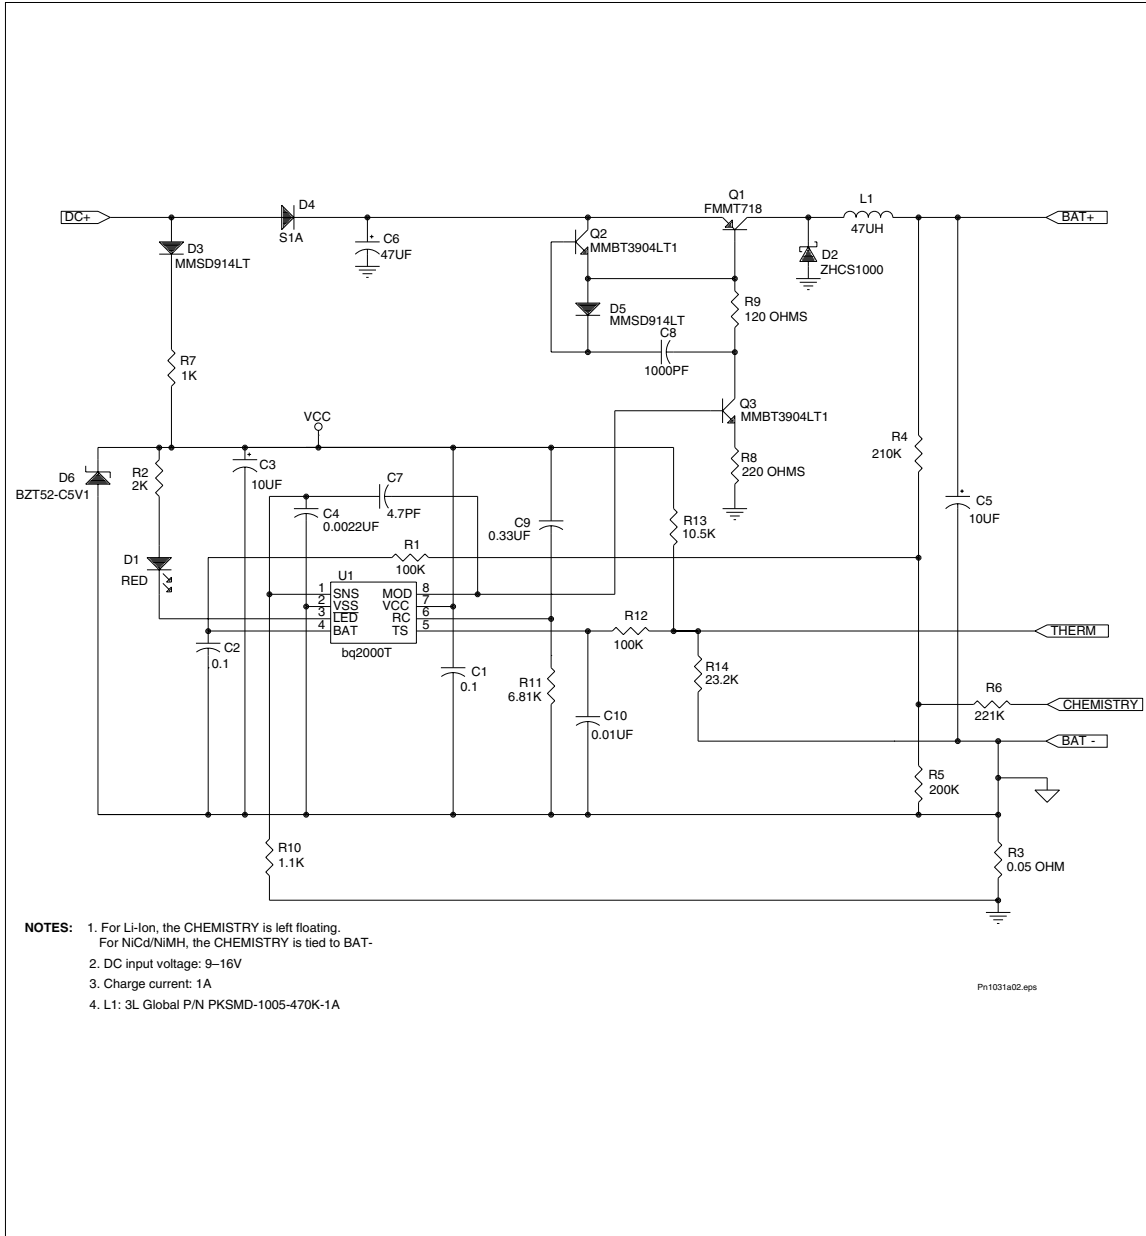 Q1
FMMT718
L1
47UH
DC+
D4
S1A
BAT+
C6
47UF
Q2
MMBT3904LT1
D3
MMSD914LT
D2
ZHCS1000
D5
MMSD914LT
R9
120 OHMS
C8
1000PF
R7
1K
Q3
MMBT3904LT1
VCC
R4
210K
R8
220 OHMS
D6
BZT52-C5V1
R2
2K
C3
10UF
C7
4.7PF
C4
0.0022UF
C9
0.33UF
R13
10.5K
C5
10UF
D1
RED
R1
100K
U1
1 SNS MOD 8
2 VSS VCC 7
3 LED RC 6
4 BAT TS 5
bq2000T
R12
100K
THERM
C2
0.1
C1
0.1
R11
6.81K
R14
23.2K
R6
221K
CHEMISTRY
C10
0.01UF
BAT -
R5
200K
R10
1.1K
R3
0.05 OHM
NOTES: 1. For Li-Ion, the CHEMISTRY is left floating.
For NiCd/NiMH, the CHEMISTRY is tied to BAT-
2. DC input voltage: 9–16V
3. Charge current: 1A
4. L1: 3L Global P/N PKSMD-1005-470K-1A
Pn1031a02.eps